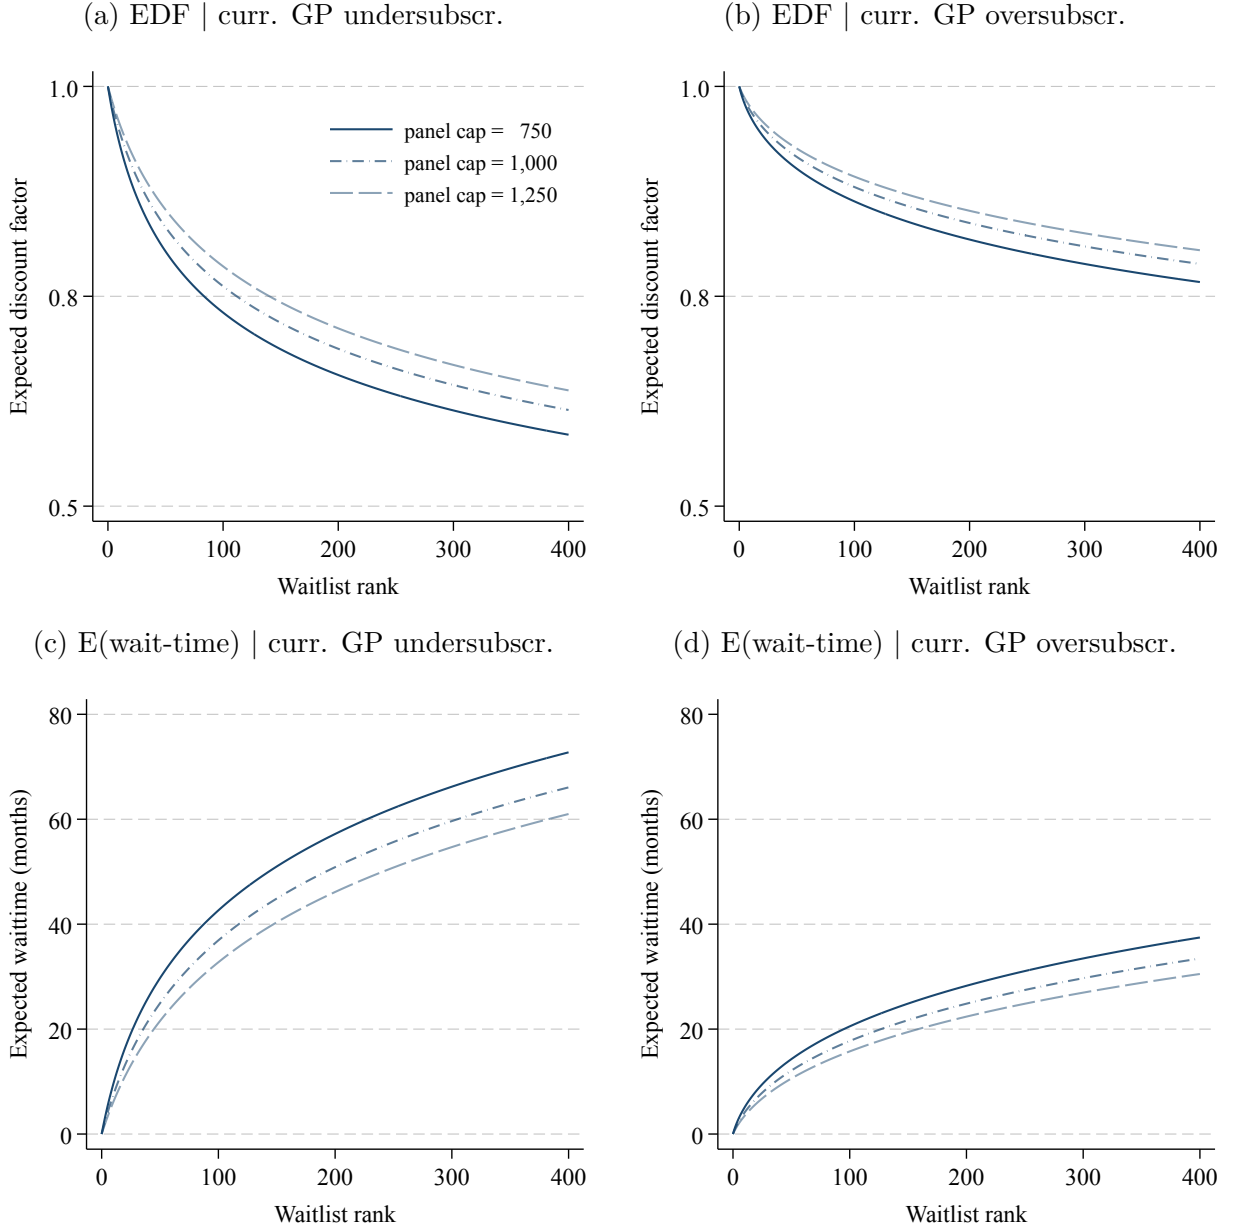 (a) EDF | curr. GP undersubscr.
1.0
0.8
0.5
Expected discount factor
panel cap = 750
panel cap = 1,000
panel cap = 1,250
0 100 200 300 400
Waitlist rank
(b) EDF | curr. GP oversubscr.
1.0
0.8
0.5
Expected discount factor
0 100 200 300 400
Waitlist rank
(c) E(wait-time) | curr. GP undersubscr.
80
60
40
20
0
Expected waittime (months)
0 100 200 300 400
Waitlist rank
(d) E(wait-time) | curr. GP oversubscr.
80
60
40
20
0
Expected waittime (months)
0 100 200 300 400
Waitlist rank